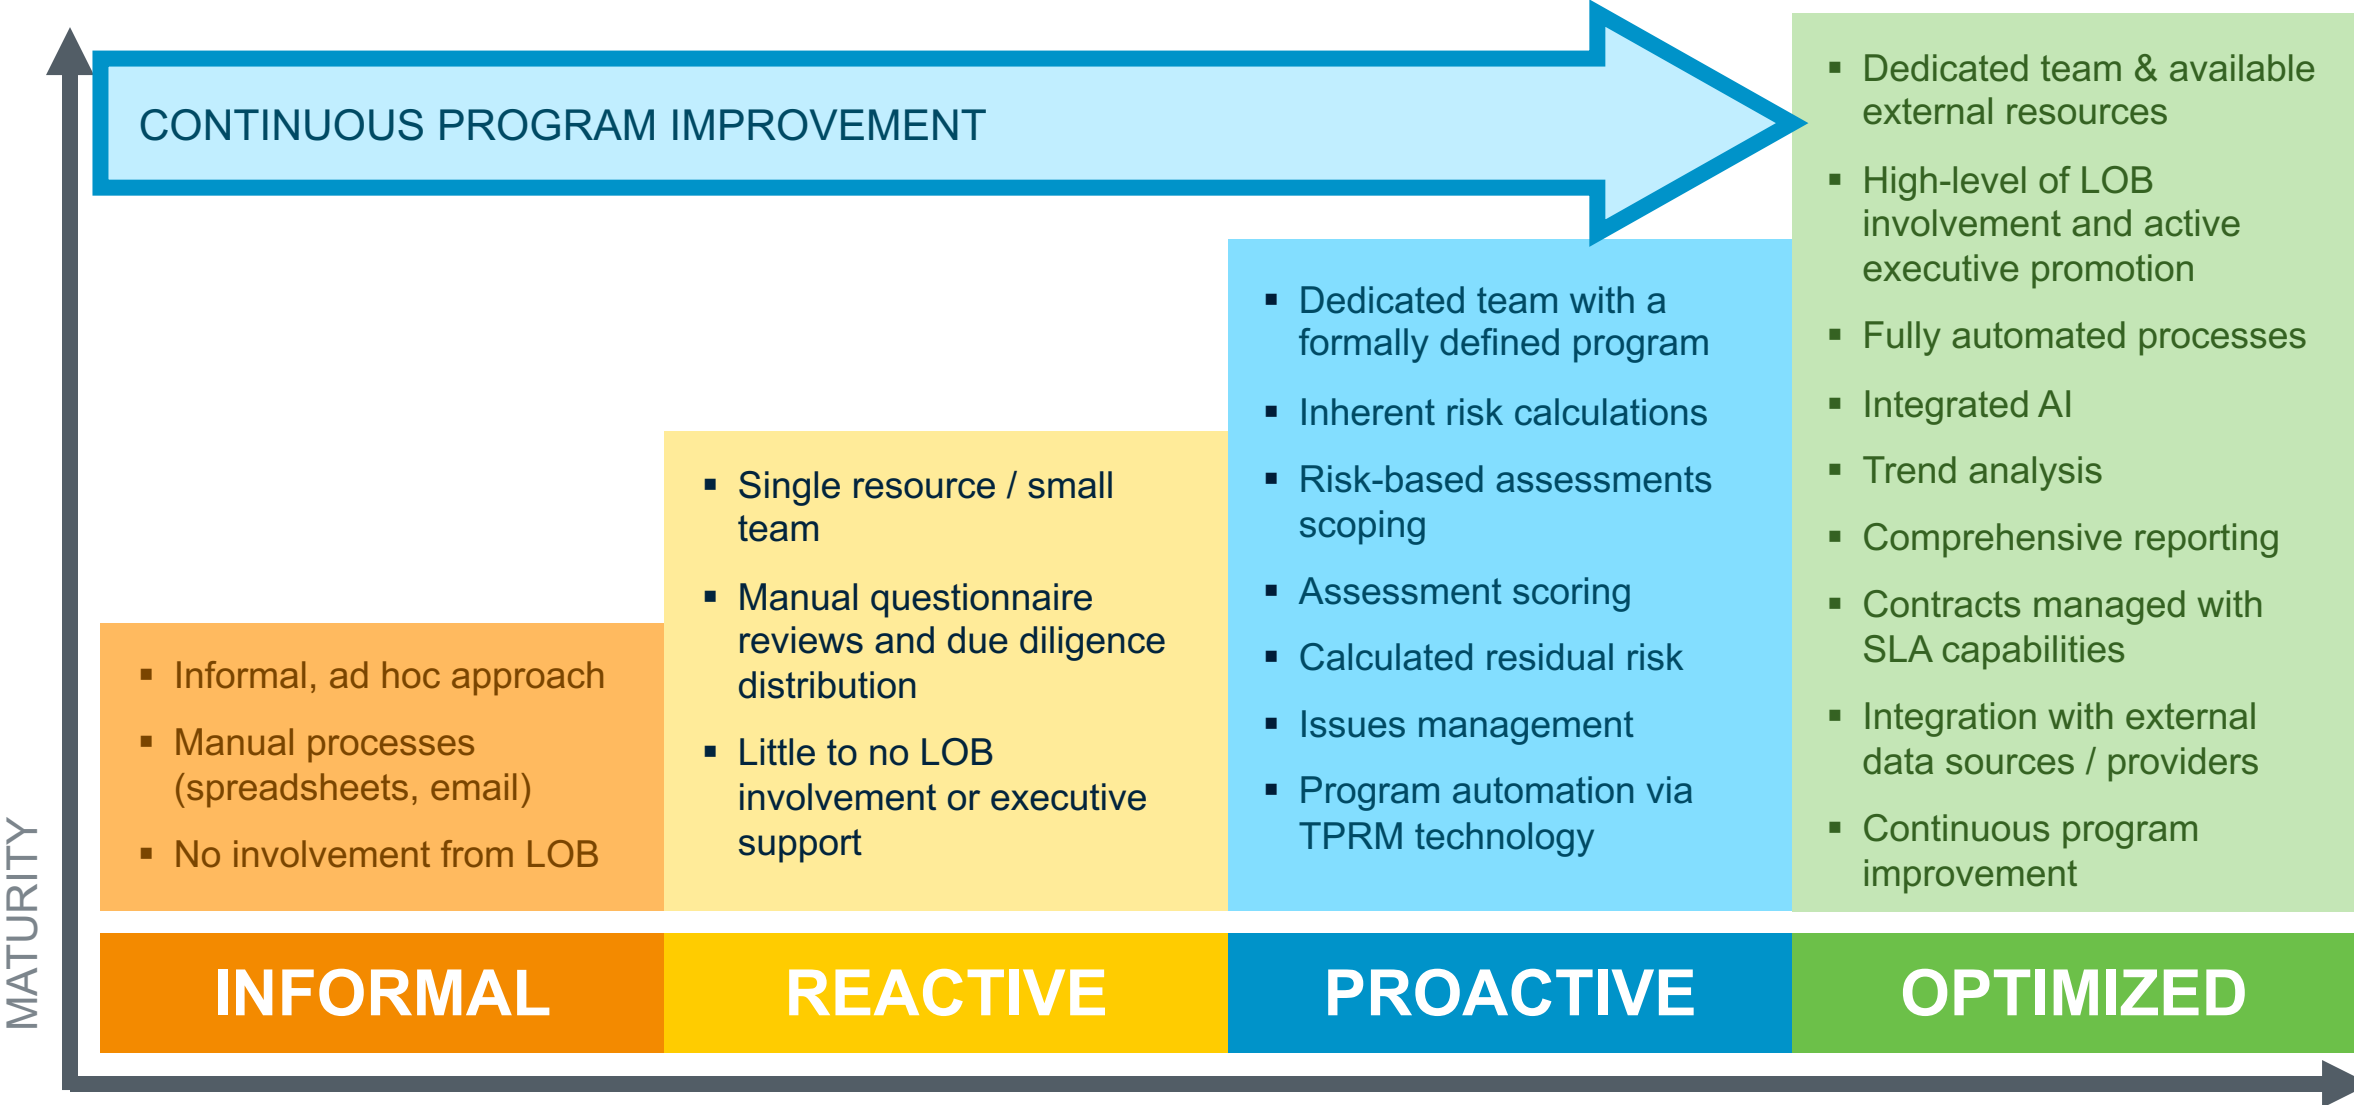 CONTINUOUS PROGRAM IMPROVEMENT
MATURITY
▪ Informal, ad hoc approach
▪ Manual processes
(spreadsheets, email)
▪ No involvement from LOB
INFORMAL
▪ Single resource / small
team
▪ Manual questionnaire
reviews and due diligence
distribution
▪ Little to no LOB
involvement or executive
support
REACTIVE
▪ Dedicated team with a
formally defined program
▪ Inherent risk calculations
▪ Risk-based assessments
scoping
▪ Assessment scoring
▪ Calculated residual risk
▪ Issues management
▪ Program automation via
TPRM technology
PROACTIVE
▪ Dedicated team & available
external resources
▪ High-level of LOB
involvement and active
executive promotion
▪ Fully automated processes
▪ Integrated AI
▪ Trend analysis
▪ Comprehensive reporting
▪ Contracts managed with
SLA capabilities
▪ Integration with external
data sources / providers
▪ Continuous program
improvement
OPTIMIZED